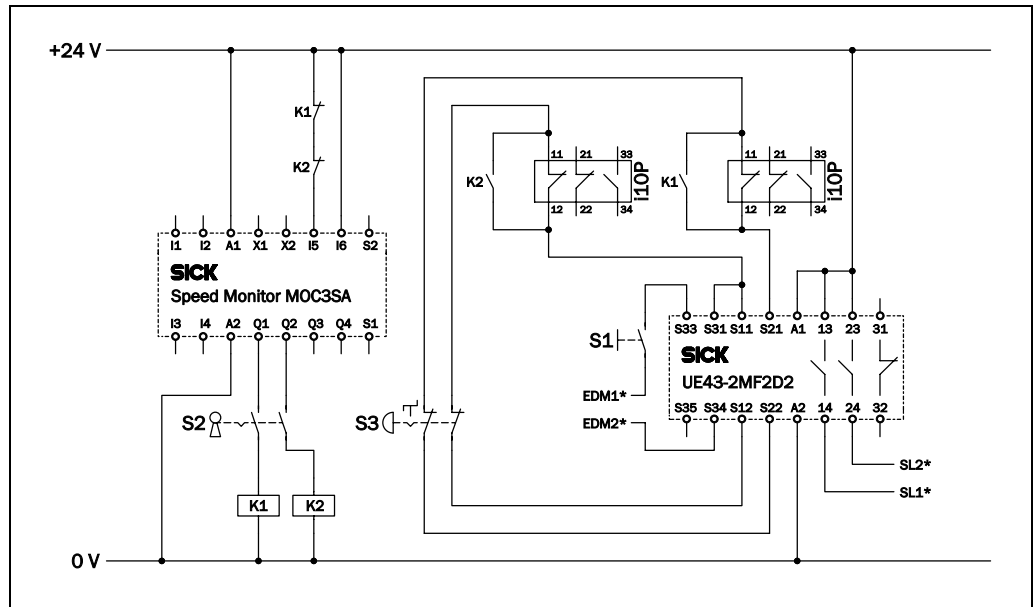 +24 V
K1
K2
11 21 33
K2
i10P
12 22 34
11 21 33
K1
i10P
12 22 34
I1 I2 A1 X1 X2 I5 I6 S2
SICK
Speed Monitor MOC3SA
I3 I4 A2 Q1 Q2 Q3 Q4 S1
S33 S31 S11 S21 A1 13 23 31
S1
SICK
UE43-2MF2D2
EDM1*
S35 S34 S12 S22 A2 14 24 32
EDM2*
S2
S3
SL2*
SL1*
K1 K2
0 V